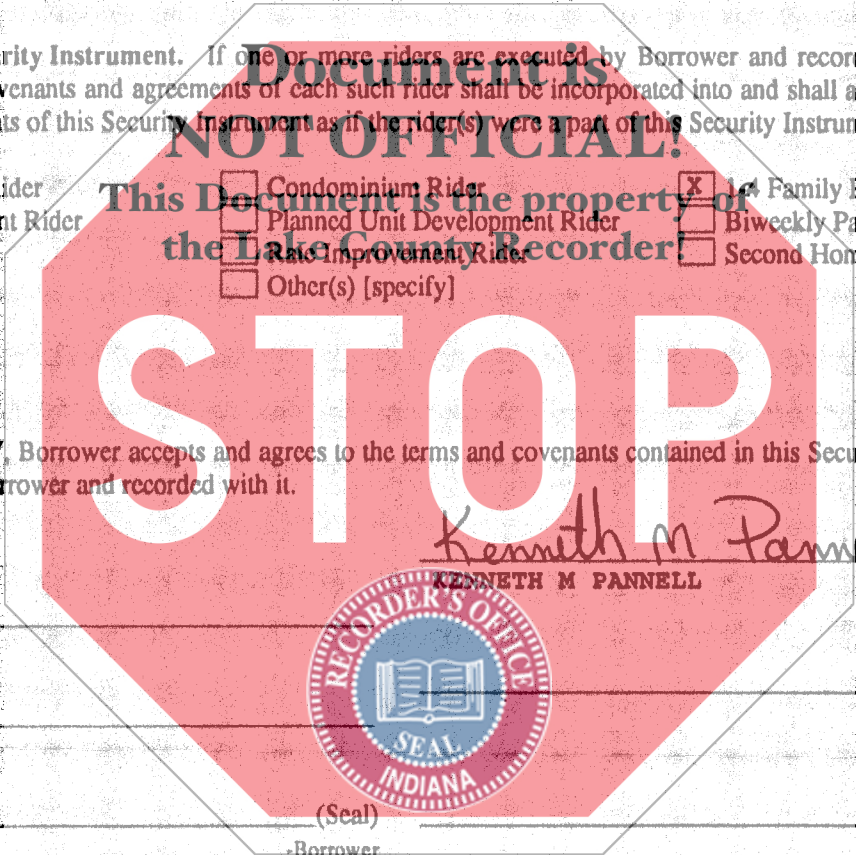 rity Instrument. If one or more riders are executed by Borrower and recor
venants and agreements of each such rider shall be incorporated into and shall a
ts of this Security Instrument as if the rider(s) were a part of this Security Instrum
Document is
NOT OFFICIAL!
This Document is the property of
the Lake County Recorder!
ider Condominium Rider X 1-4 Family
nt Rider Planned Unit Development Rider Biweekly Pa
Rate Improvement Rider Second Hom
Other(s) [specify]
STOP
, Borrower accepts and agrees to the terms and covenants contained in this Secu
rrower and recorded with it.
Kenneth M Pann
KENNETH M PANNELL
RECORDER'S OFFICE
SEAL
INDIANA
(Seal)
-Borrower